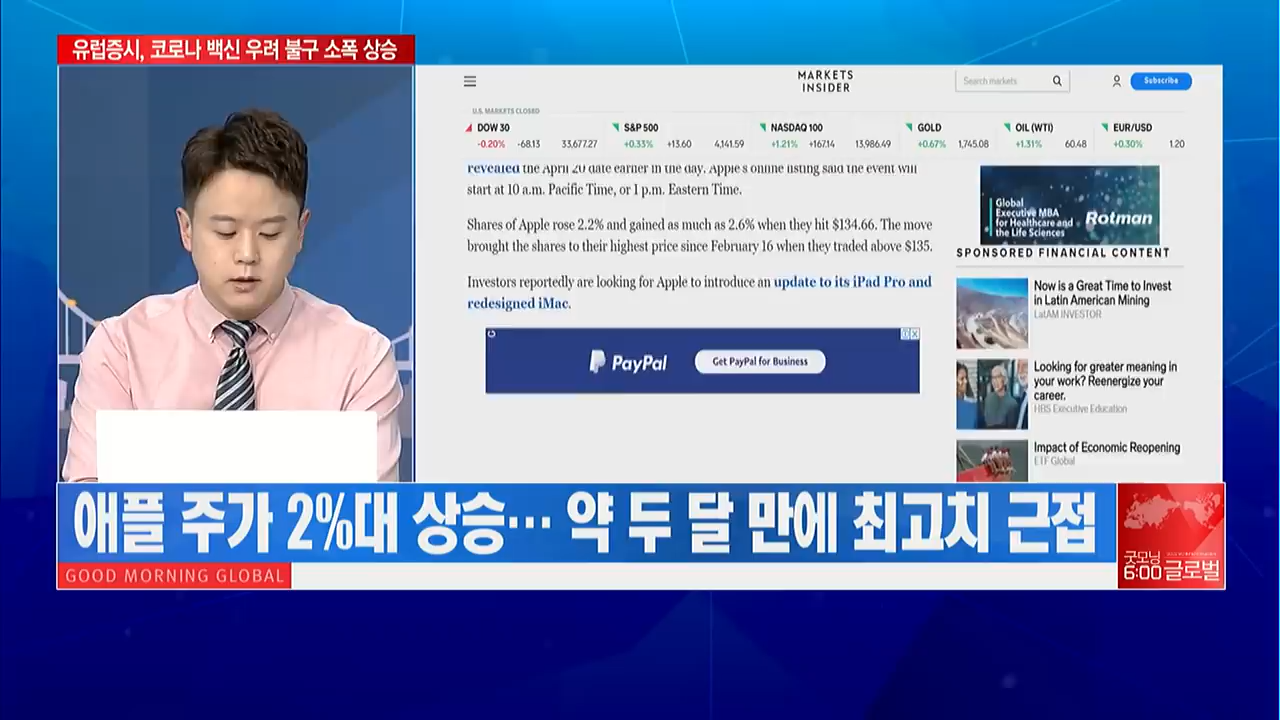 유럽증시, 코로나 백신 우려 불구 소폭 상승
MARKETS
INSIDER
Search markets
Subscribe
U.S. MARKETS CLOSED
DOW 30
-0.20% -68.13 33,677.27
S&P 500
+0.33% +13.60 4,141.59
NASDAQ 100
+1.21% +167.14 13,986.49
GOLD
+0.67% 1,745.08
OIL (WTI)
+1.31% 60.48
EUR/USD
+0.30% 1.20
revealed the April 20 date earlier in the day. Apple's online listing said the event will
start at 10 a.m. Pacific Time, or 1 p.m. Eastern Time.
Shares of Apple rose 2.2% and gained as much as 2.6% when they hit $134.66. The move
brought the shares to their highest price since February 16 when they traded above $135.
Investors reportedly are looking for Apple to introduce an update to its iPad Pro and
redesigned iMac.
PayPal
Get PayPal for Business
Global
Executive MBA
for Healthcare and
the Life Sciences
Rotman
SPONSORED FINANCIAL CONTENT
Now is a Great Time to Invest
in Latin American Mining
LatAM INVESTOR
Looking for greater meaning in
your work? Reenergize your
career.
HBS Executive Education
Impact of Economic Reopening
ETF Global
애플 주가 2%대 상승… 약 두 달 만에 최고치 근접
GOOD MORNING GLOBAL
굿모닝
6:00 글로벌